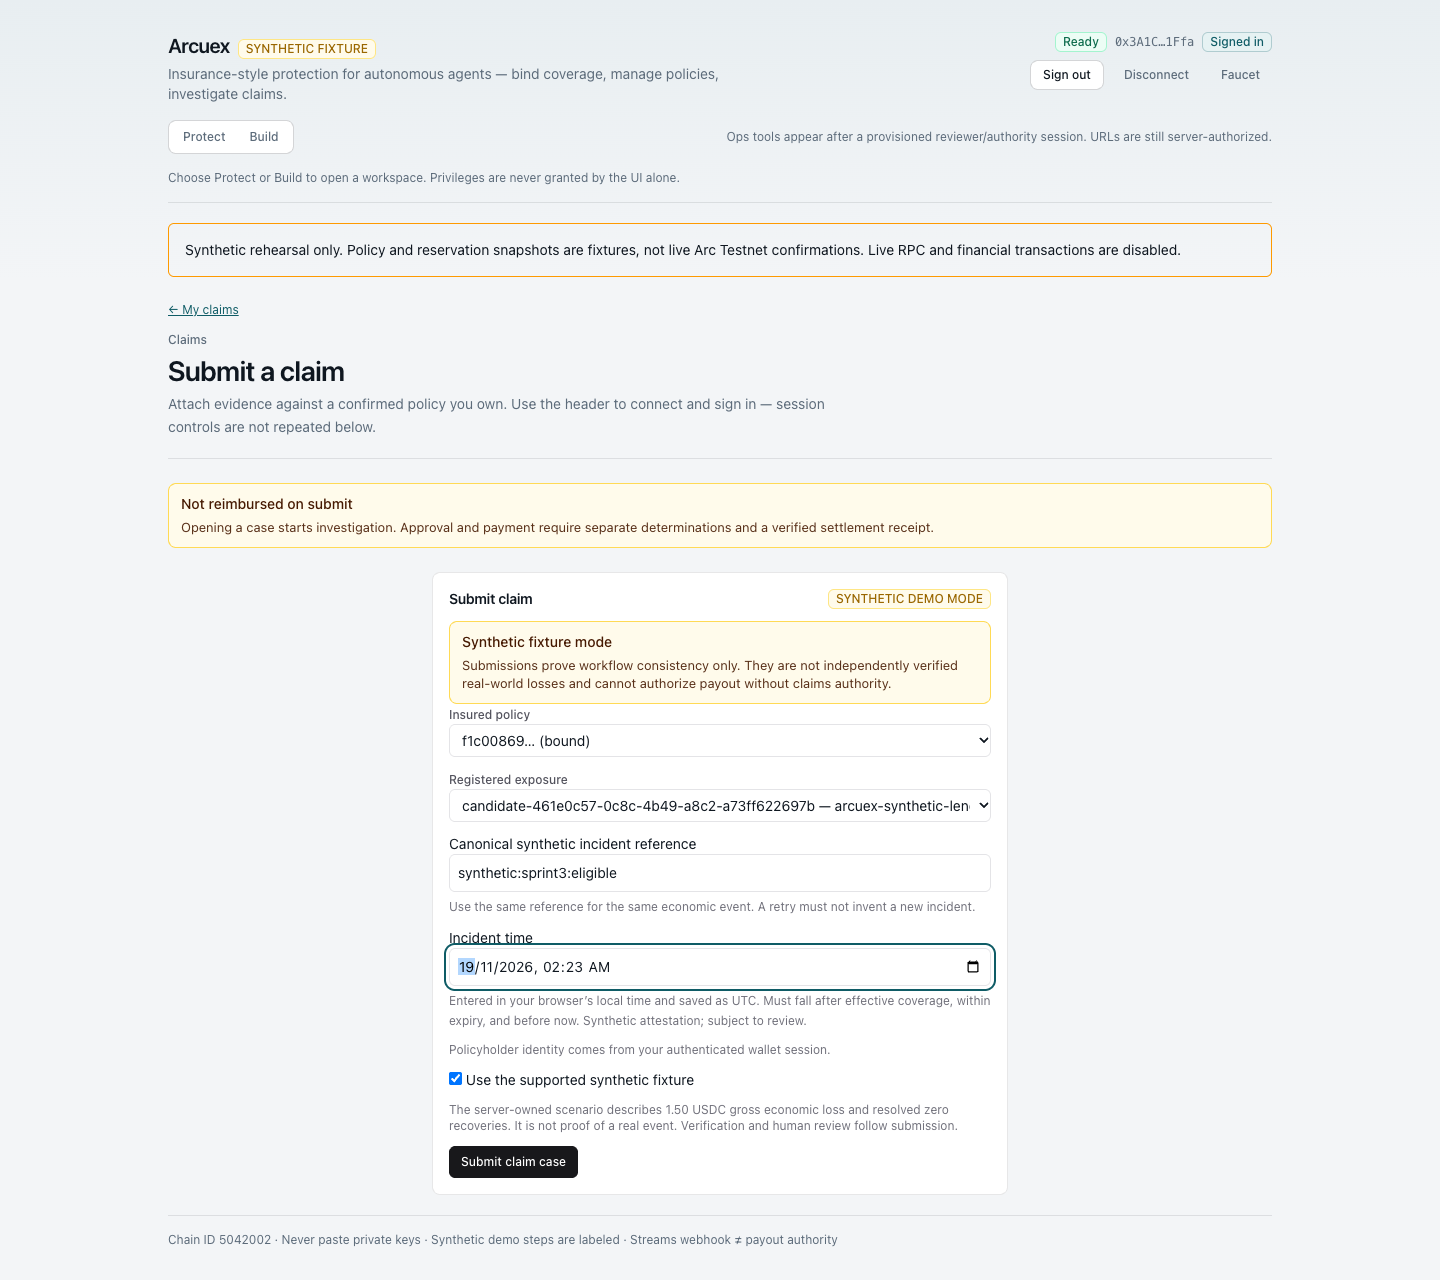 Arcuex SYNTHETIC FIXTURE
Ready 0x3A1C…1Ffa Signed in
Insurance-style protection for autonomous agents — bind coverage, manage policies,
investigate claims.
Sign out Disconnect Faucet
Protect Build
Ops tools appear after a provisioned reviewer/authority session. URLs are still server-authorized.
Choose Protect or Build to open a workspace. Privileges are never granted by the UI alone.
Synthetic rehearsal only. Policy and reservation snapshots are fixtures, not live Arc Testnet confirmations. Live RPC and financial transactions are disabled.
← My claims
Claims
Submit a claim
Attach evidence against a confirmed policy you own. Use the header to connect and sign in — session
controls are not repeated below.
Not reimbursed on submit
Opening a case starts investigation. Approval and payment require separate determinations and a verified settlement receipt.
Submit claim SYNTHETIC DEMO MODE
Synthetic fixture mode
Submissions prove workflow consistency only. They are not independently verified
real-world losses and cannot authorize payout without claims authority.
Insured policy
f1c00869… (bound)
Registered exposure
candidate-461e0c57-0c8c-4b49-a8c2-a73ff622697b — arcuex-synthetic-len
Canonical synthetic incident reference
synthetic:sprint3:eligible
Use the same reference for the same economic event. A retry must not invent a new incident.
Incident time
19/11/2026, 02:23 AM
Entered in your browser’s local time and saved as UTC. Must fall after effective coverage, within
expiry, and before now. Synthetic attestation; subject to review.
Policyholder identity comes from your authenticated wallet session.
Use the supported synthetic fixture
The server-owned scenario describes 1.50 USDC gross economic loss and resolved zero
recoveries. It is not proof of a real event. Verification and human review follow submission.
Submit claim case
Chain ID 5042002 · Never paste private keys · Synthetic demo steps are labeled · Streams webhook ≠ payout authority